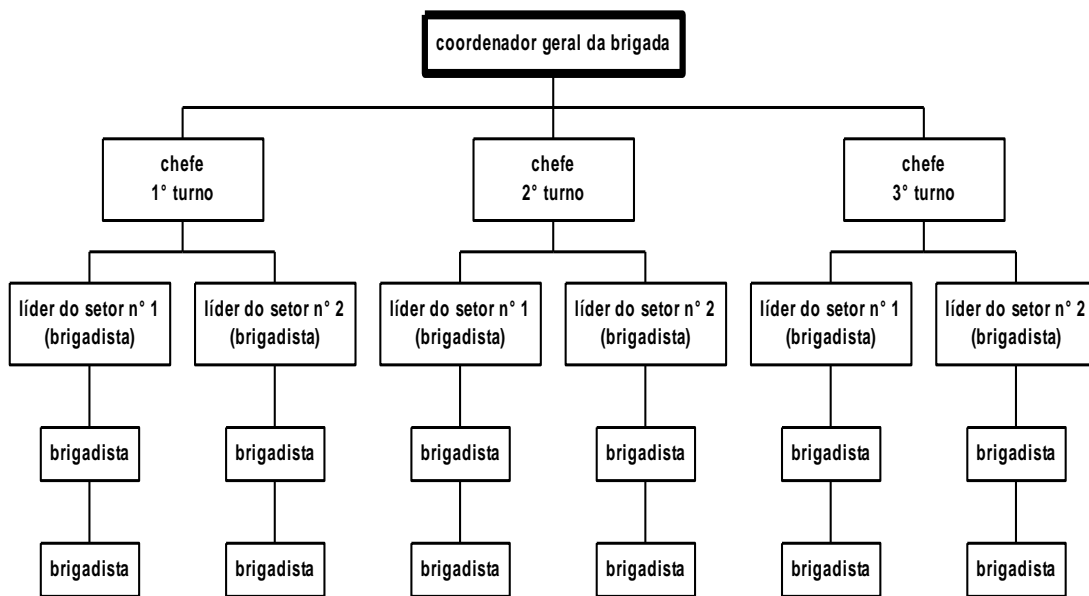 coordenador geral da brigada
chefe
1° turno
chefe
2° turno
chefe
3° turno
líder do setor n° 1
(brigadista)
líder do setor n° 2
(brigadista)
líder do setor n° 1
(brigadista)
líder do setor n° 2
(brigadista)
líder do setor n° 1
(brigadista)
líder do setor n° 2
(brigadista)
brigadista
brigadista
brigadista
brigadista
brigadista
brigadista
brigadista
brigadista
brigadista
brigadista
brigadista
brigadista